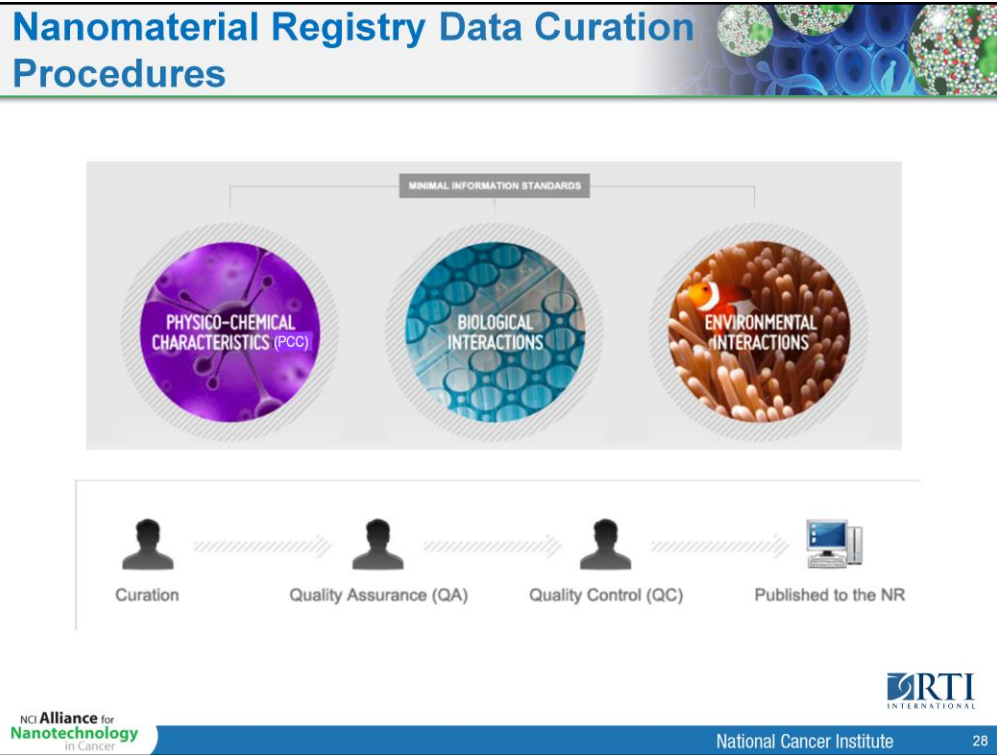 Nanomaterial Registry Data Curation
Procedures
MINIMAL INFORMATION STANDARDS
PHYSICO-CHEMICAL
CHARACTERISTICS (PCC)
BIOLOGICAL
INTERACTIONS
ENVIRONMENTAL
INTERACTIONS
Curation
Quality Assurance (QA)
Quality Control (QC)
Published to the NR
RTI
INTERNATIONAL
NCI Alliance for
Nanotechnology
in Cancer
National Cancer Institute
28